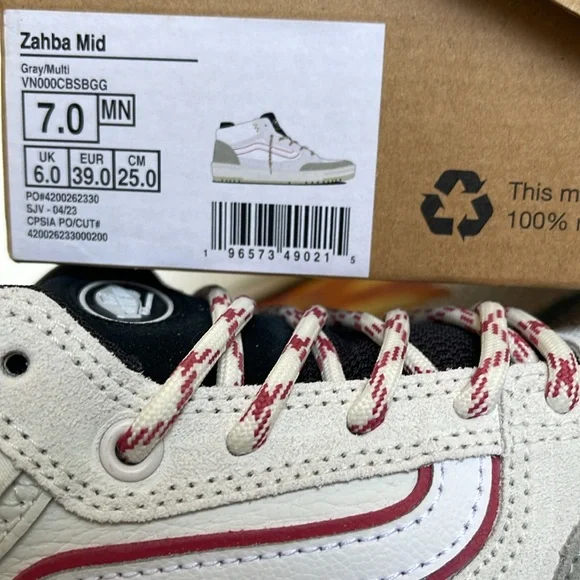 Zahba Mid
Gray/Multi
VN000CBSBGG
7.0 MN
UK EUR CM
6.0 39.0 25.0
PO#4200262330
SJV - 04/23
CPSIA PO/CUT#
420026233000200
1 96573 49021 5
This m
100% r